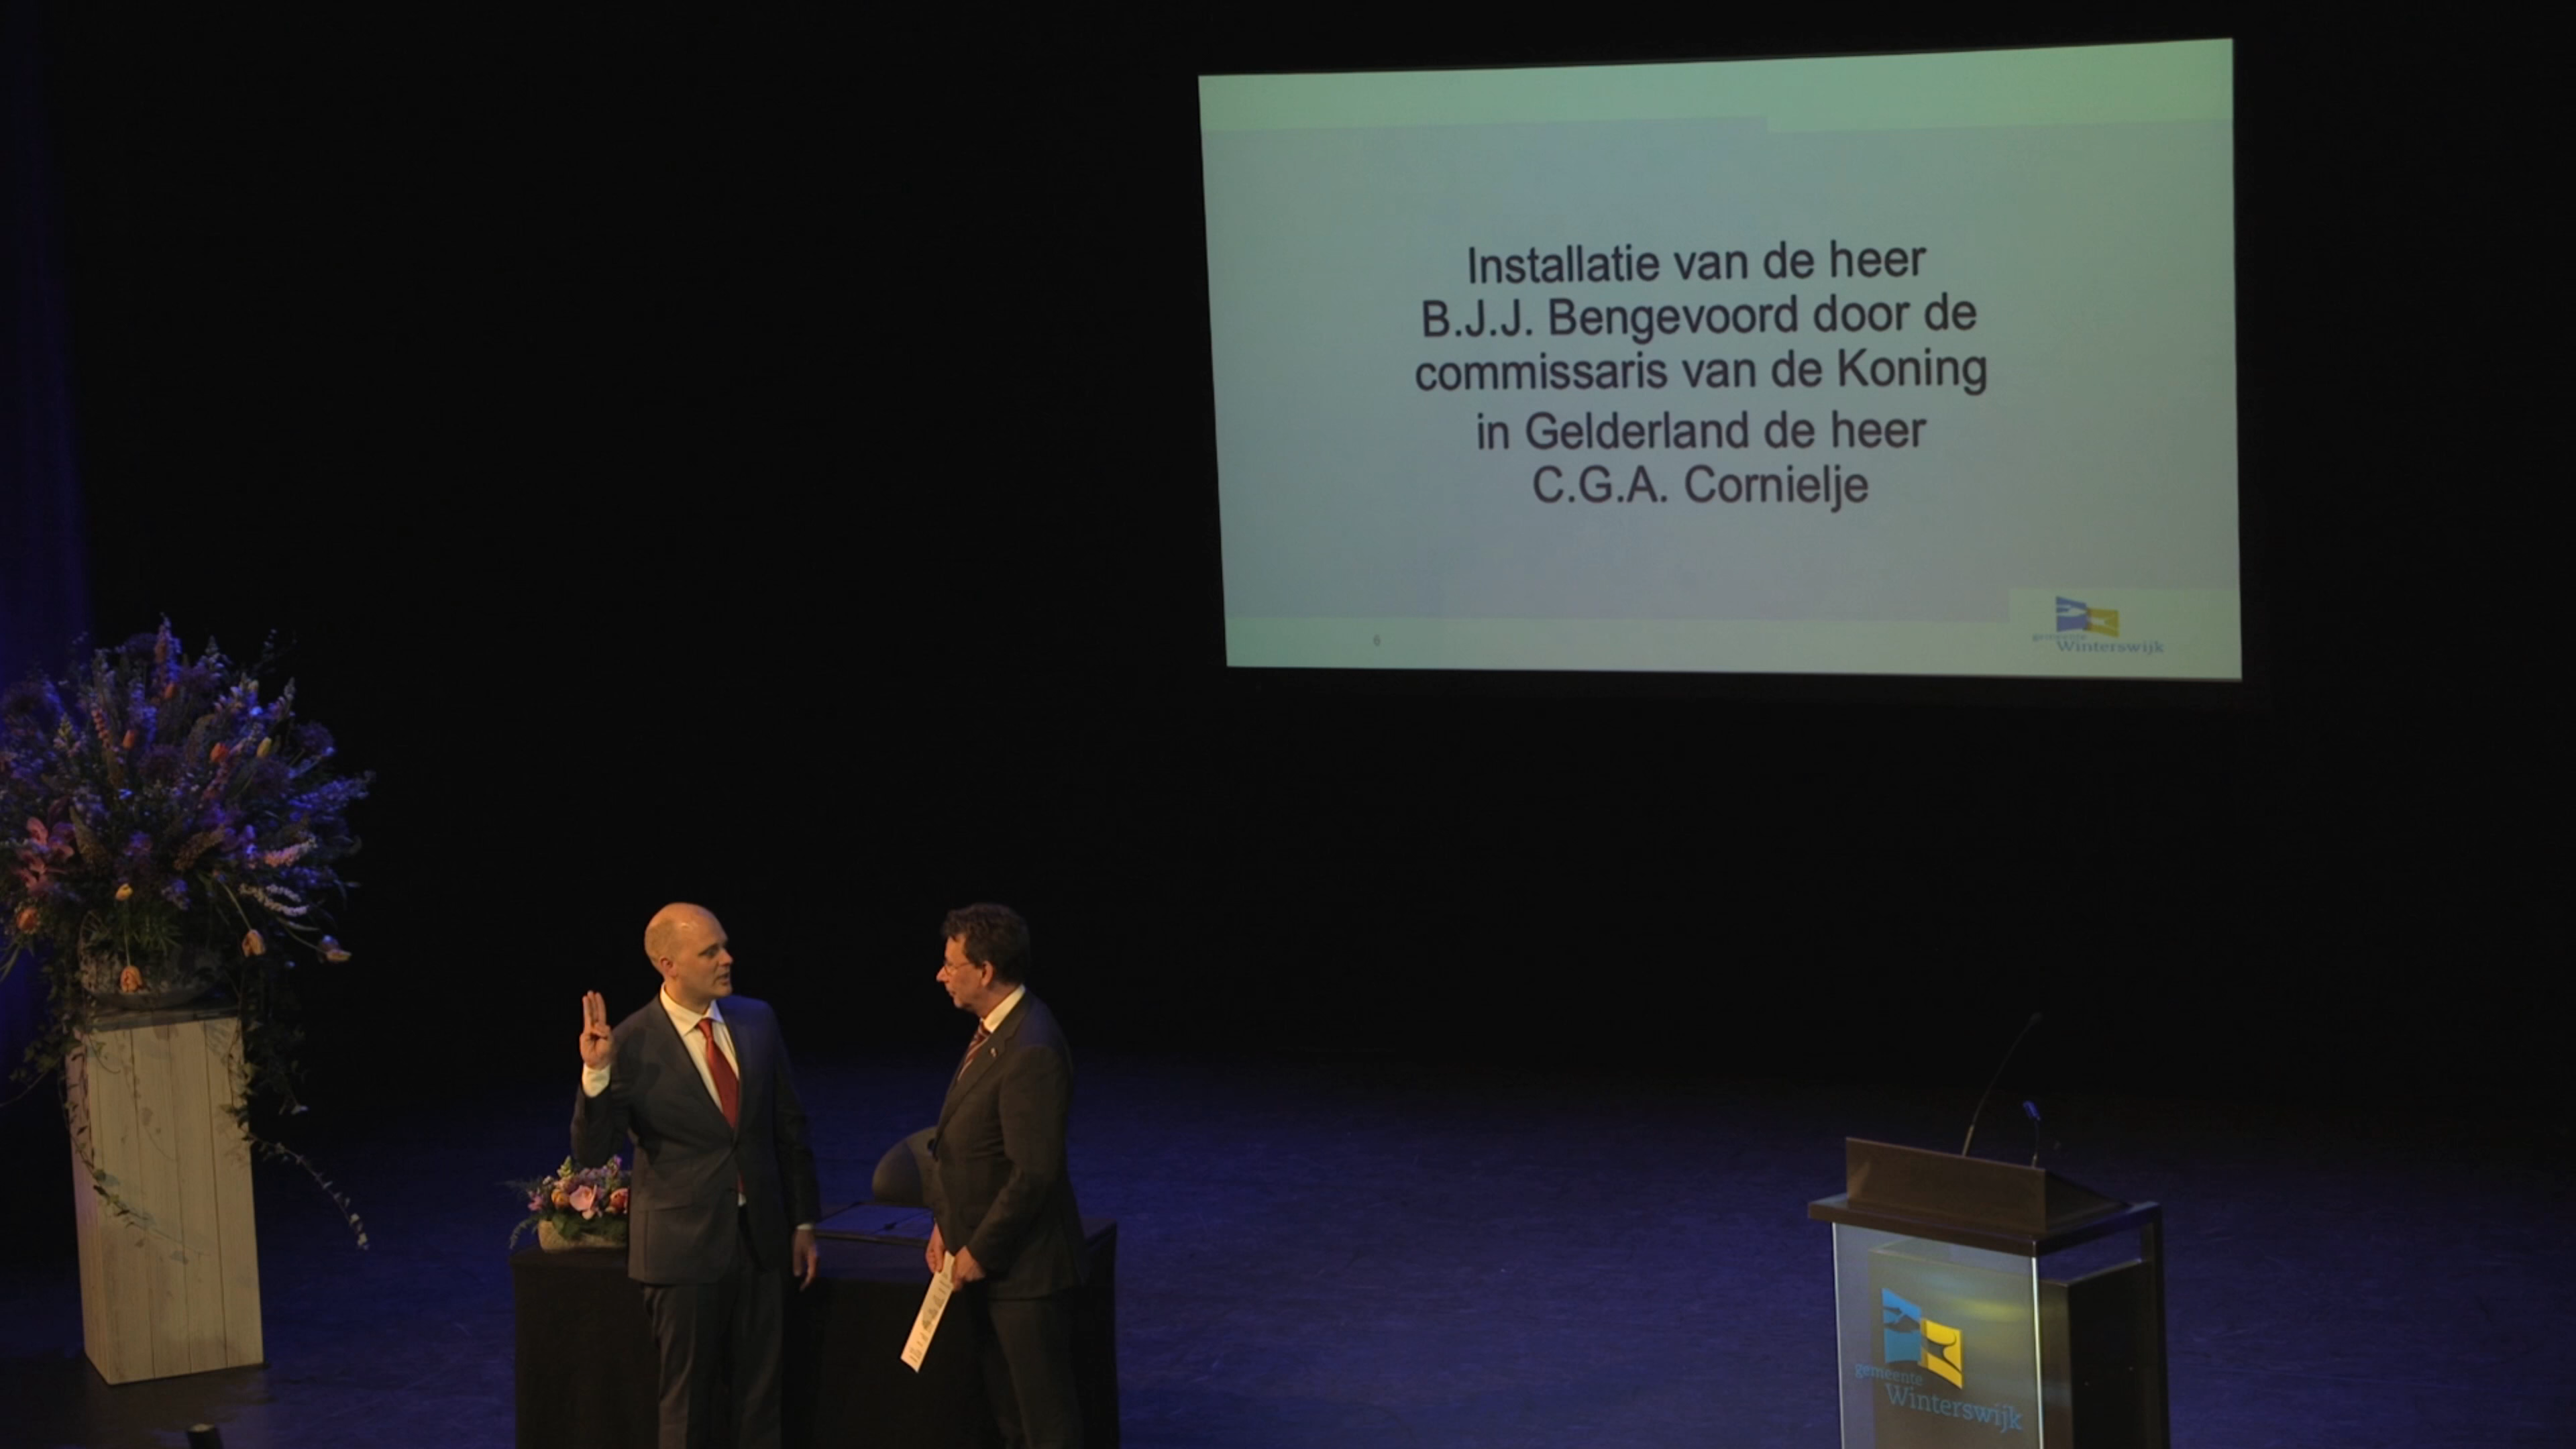 Installatie van de heer
B.J.J. Bengevoord door de
commissaris van de Koning
in Gelderland de heer
C.G.A. Cornielje
6
gemeente
Winterswijk
gemeente
Winterswijk